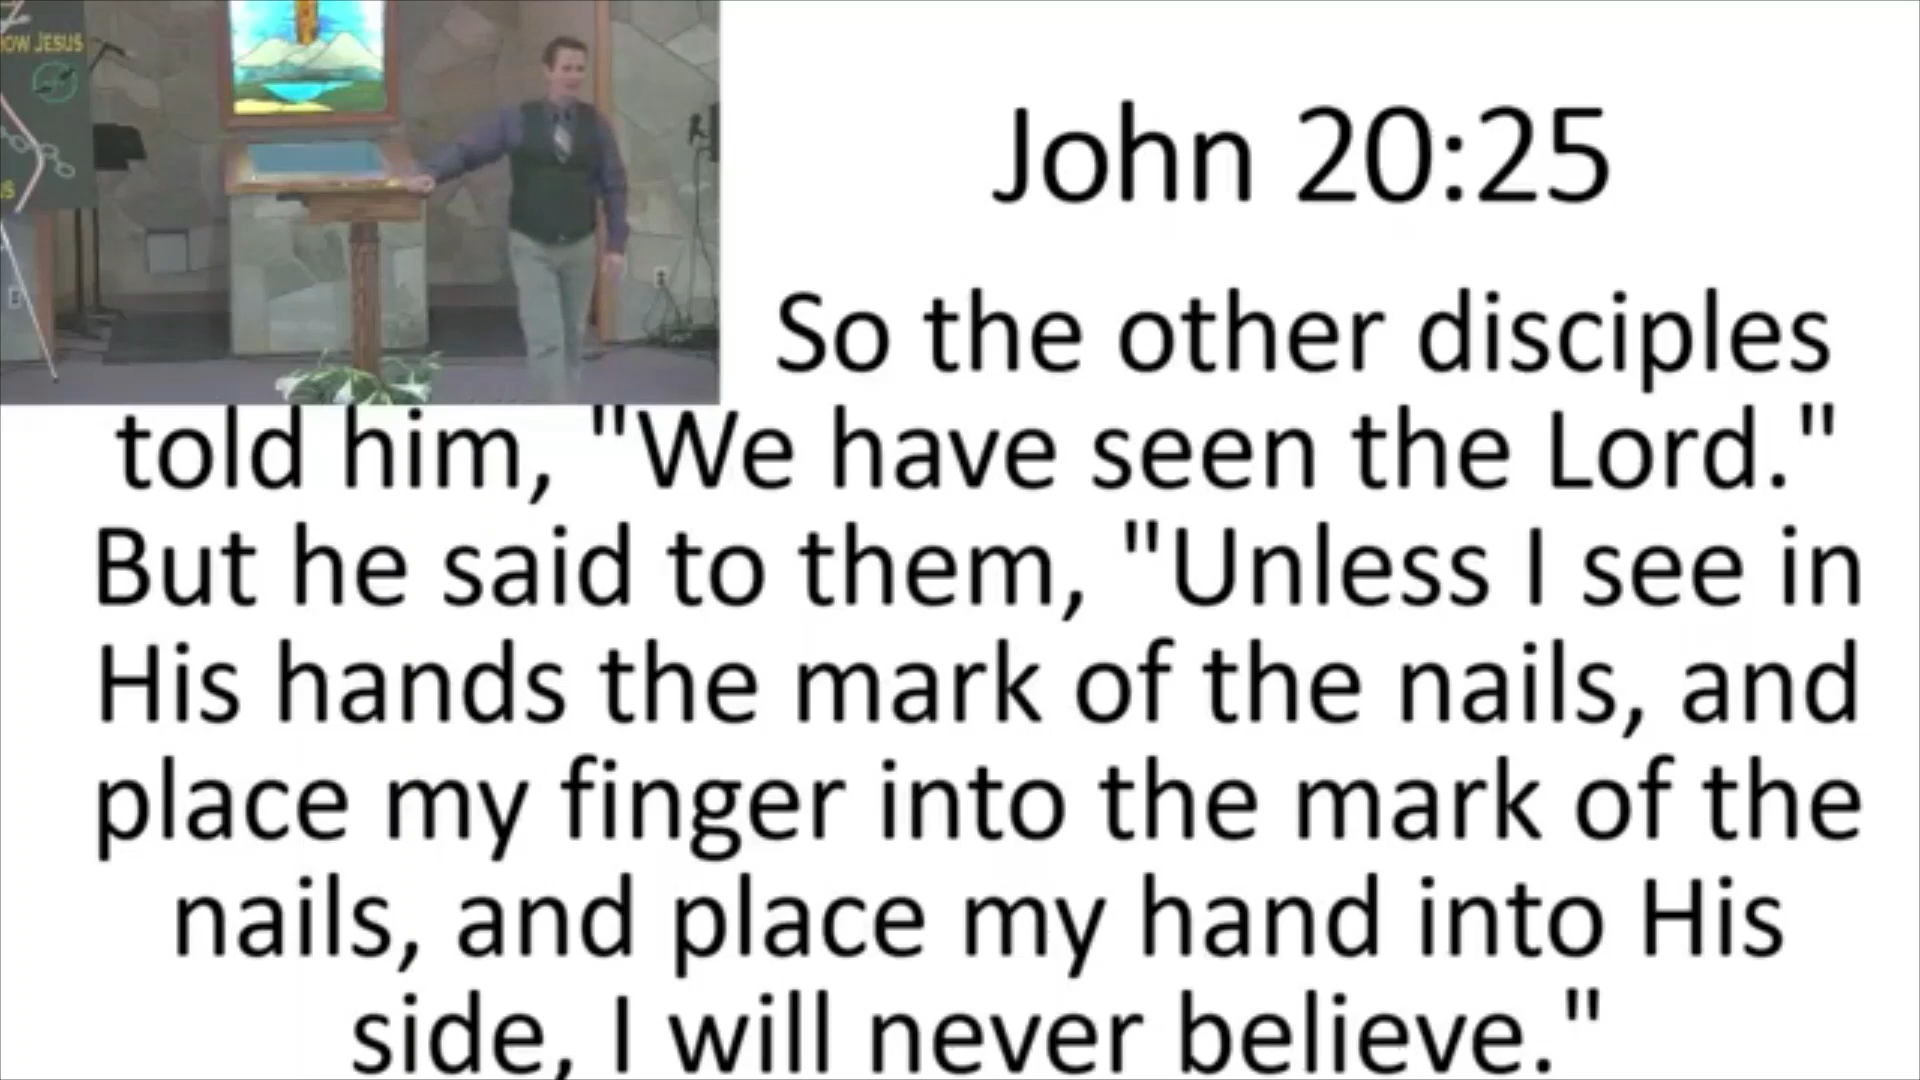 OW JESUS
John 20:25
So the other disciples
told him, "We have seen the Lord."
But he said to them, "Unless I see in
His hands the mark of the nails, and
place my finger into the mark of the
nails, and place my hand into His
side, I will never believe."